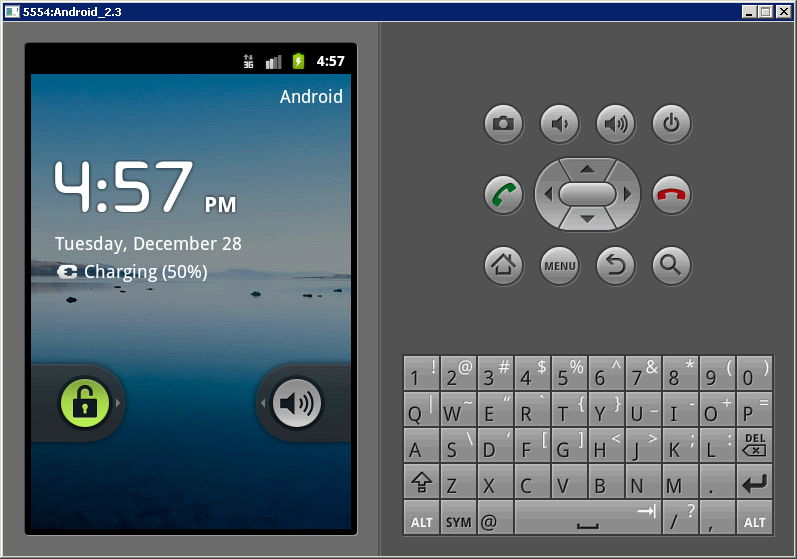 5554:Android_2.3
3G 4:57
Android
4:57 PM
Tuesday, December 28
Charging (50%)
MENU
1 ! 2 @ 3 # 4 $ 5 % 6 ^ 7 & 8 * 9 ( 0 )
Q | W ~ E “ R ` T { Y } U _ I - O + P =
A S \ D ‘ F [ G ] H < J > K ; L : DEL
Z X C V B N M .
ALT SYM @ / ? , ALT